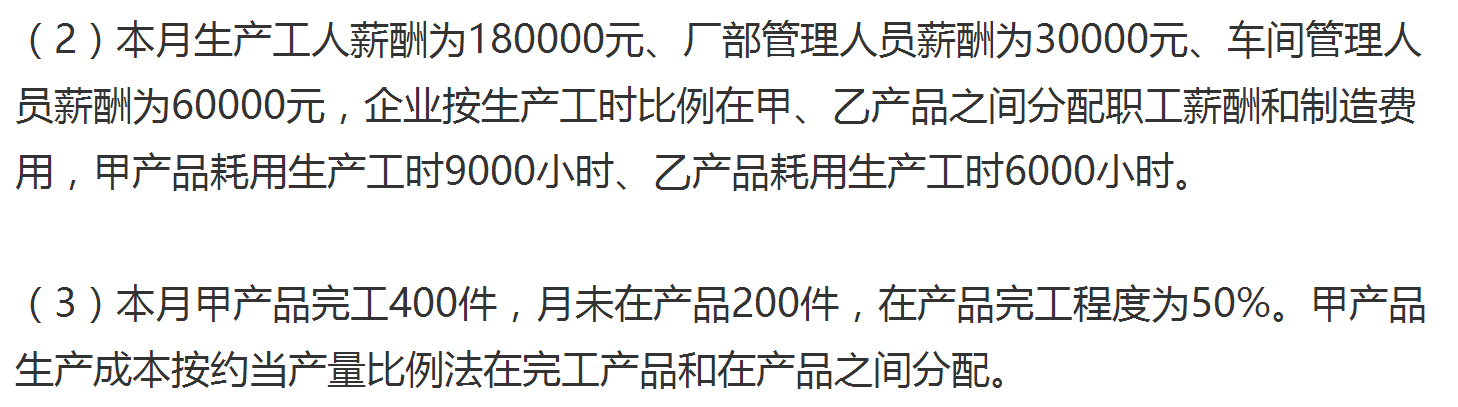 （2）本月生产工人薪酬为180000元、厂部管理人员薪酬为30000元、车间管理人
员薪酬为60000元，企业按生产工时比例在甲、乙产品之间分配职工薪酬和制造费
用，甲产品耗用生产工时9000小时、乙产品耗用生产工时6000小时。
（3）本月甲产品完工400件，月未在产品200件，在产品完工程度为50%。甲产品
生产成本按约当产量比例法在完工产品和在产品之间分配。